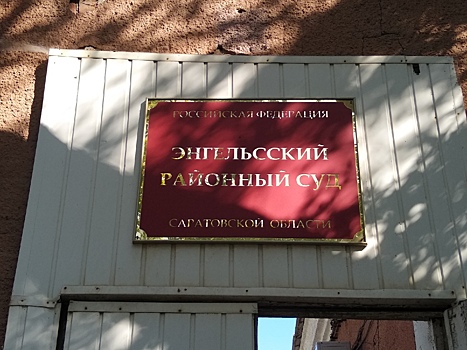 РОССИЙСКАЯ ФЕДЕРАЦИЯ
ЭНГЕЛЬССКИЙ
РАЙОННЫЙ СУД
САРАТОВСКОЙ ОБЛАСТИ